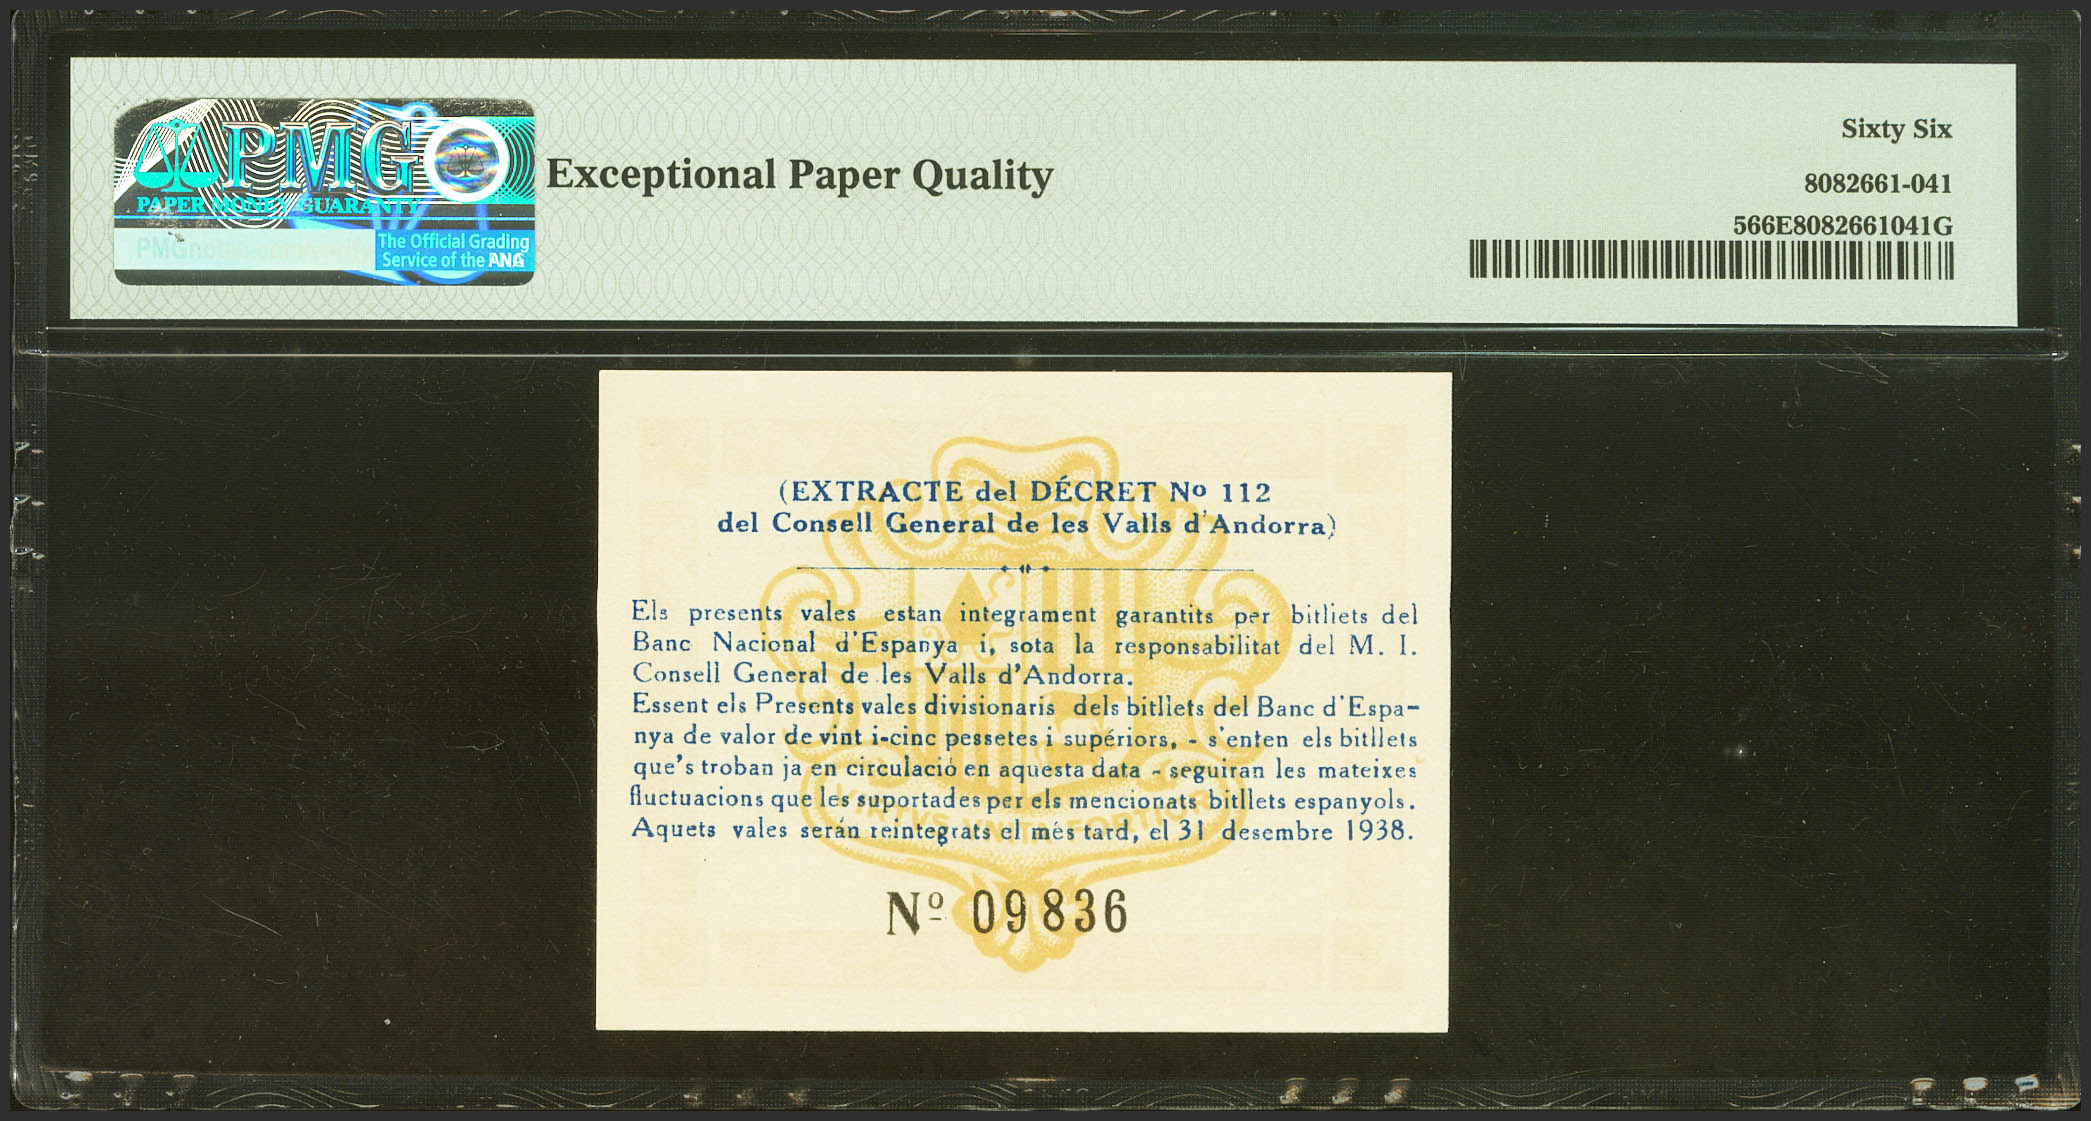 PMG
PAPER MONEY GUARANTY
The Official Grading
Service of the ANA
Exceptional Paper Quality
Sixty Six
8082661-041
566E8082661041G
(EXTRACTE del DÉCRET Nº 112
del Consell General de les Valls d'Andorra)
Els presents vales estan integrament garantits per bitllets del
Banc Nacional d'Espanya i, sota la responsabilitat del M. I.
Consell General de les Valls d'Andorra.
Essent els Presents vales divisionaris dels bitllets del Banc d'Espa-
nya de valor de vint i-cinc pessetes i supériors, - s'enten els bitllets
que's troban ja en circulació en aquesta data - seguiran les mateixes
fluctuacions que les suportades per els mencionats bitllets espanyols.
Aquets vales serán reintegrats el més tard, el 31 desembre 1938.
VIRTVS VNITA FORTIOR
Nº 09836